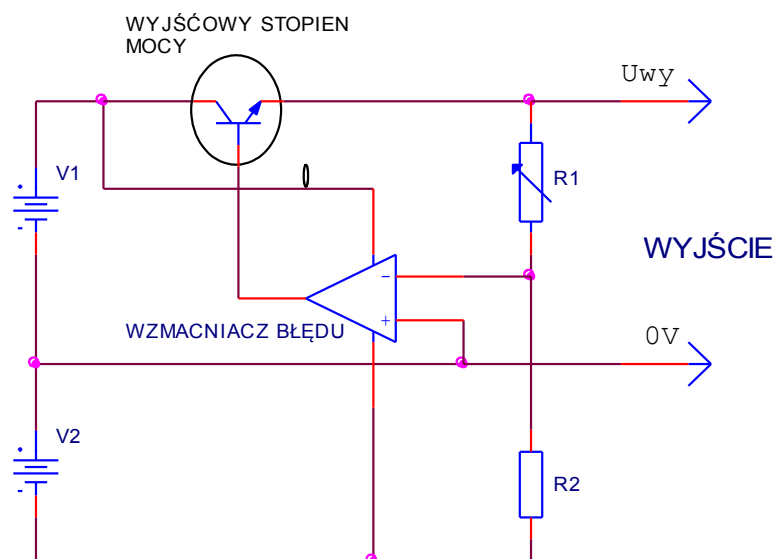 WYJŚĆOWY STOPIEN
MOCY
Uwy
V1
+
-
R1
WYJŚCIE
-
+
WZMACNIACZ BŁĘDU
0V
V2
+
-
R2